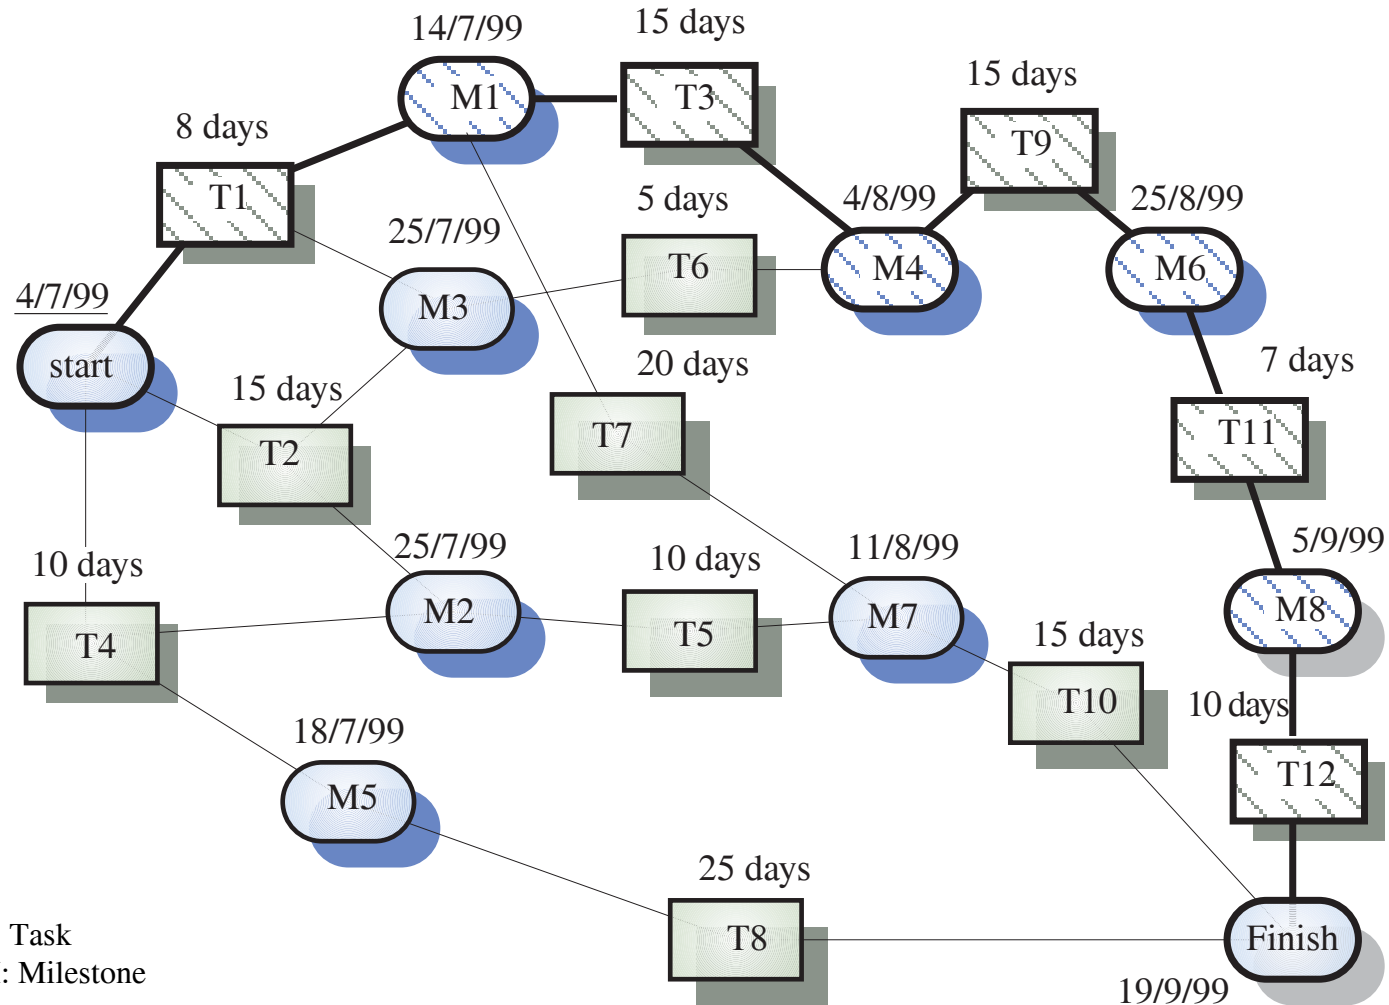 14/7/99
15 days
M1
T3
15 days
8 days
T9
T1
5 days
4/8/99
25/8/99
25/7/99
T6
M4
M6
4/7/99
M3
start
20 days
7 days
15 days
T7
T11
T2
25/7/99
11/8/99
5/9/99
10 days
10 days
M2
M7
M8
T4
T5
15 days
T10
10 days
18/7/99
M5
T12
25 days
T8
Finish
Task
: Milestone
19/9/99